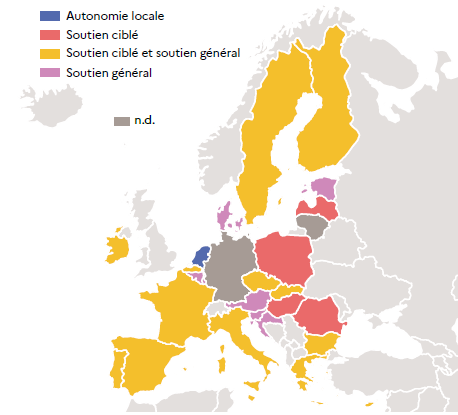 Autonomie locale
Soutien ciblé
Soutien ciblé et soutien général
Soutien général
n.d.